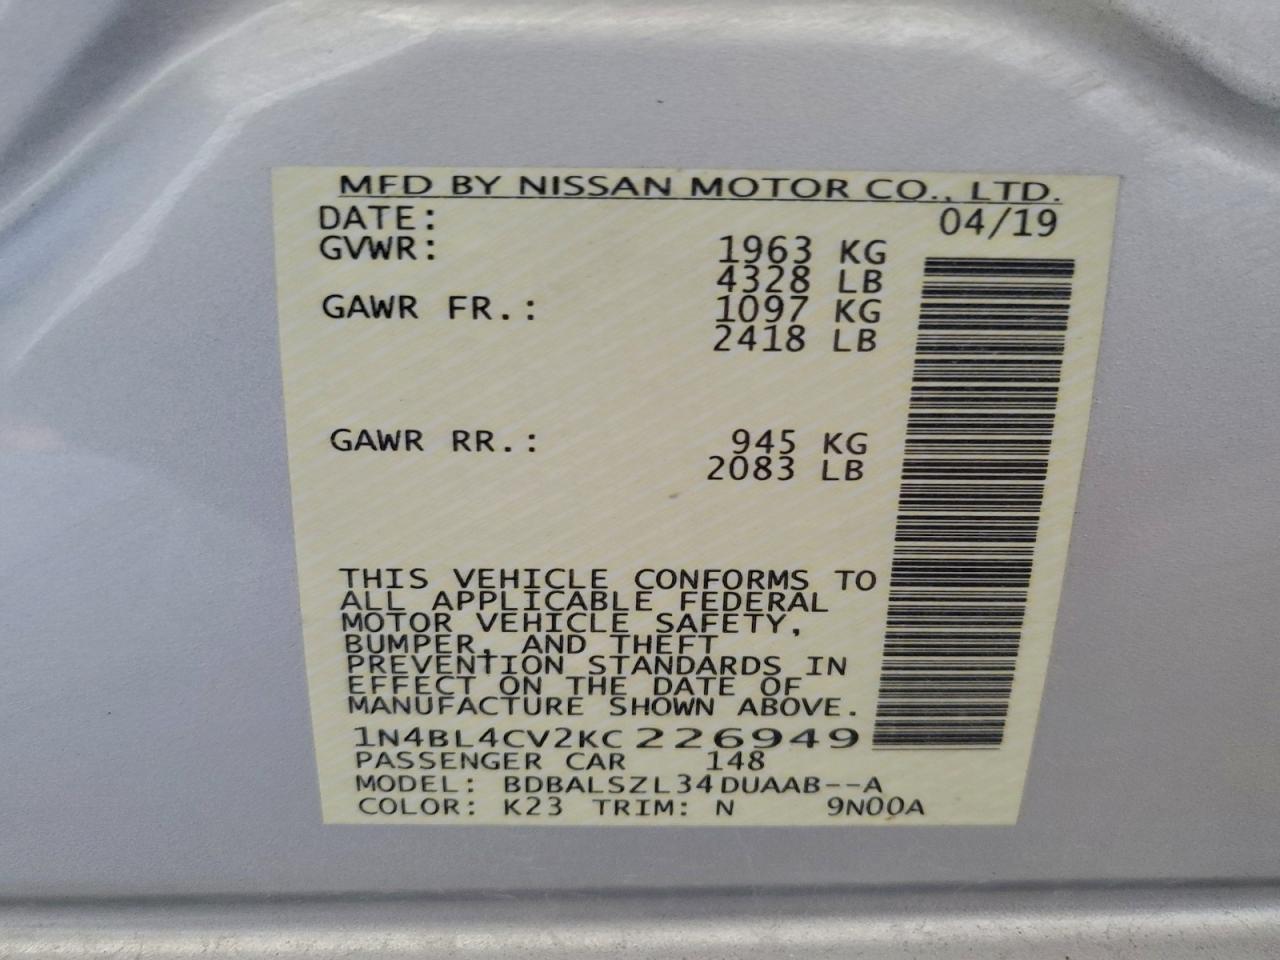 MFD BY NISSAN MOTOR CO., LTD.
DATE: 04/19
GVWR: 1963 KG
4328 LB
GAWR FR.: 1097 KG
2418 LB
GAWR RR.: 945 KG
2083 LB
THIS VEHICLE CONFORMS TO
ALL APPLICABLE FEDERAL
MOTOR VEHICLE SAFETY,
BUMPER, AND THEFT
PREVENTION STANDARDS IN
EFFECT ON THE DATE OF
MANUFACTURE SHOWN ABOVE.
1N4BL4CV2KC226949
PASSENGER CAR 148
MODEL: BDBALSZL34DUAAB--A
COLOR: K23 TRIM: N 9N00A